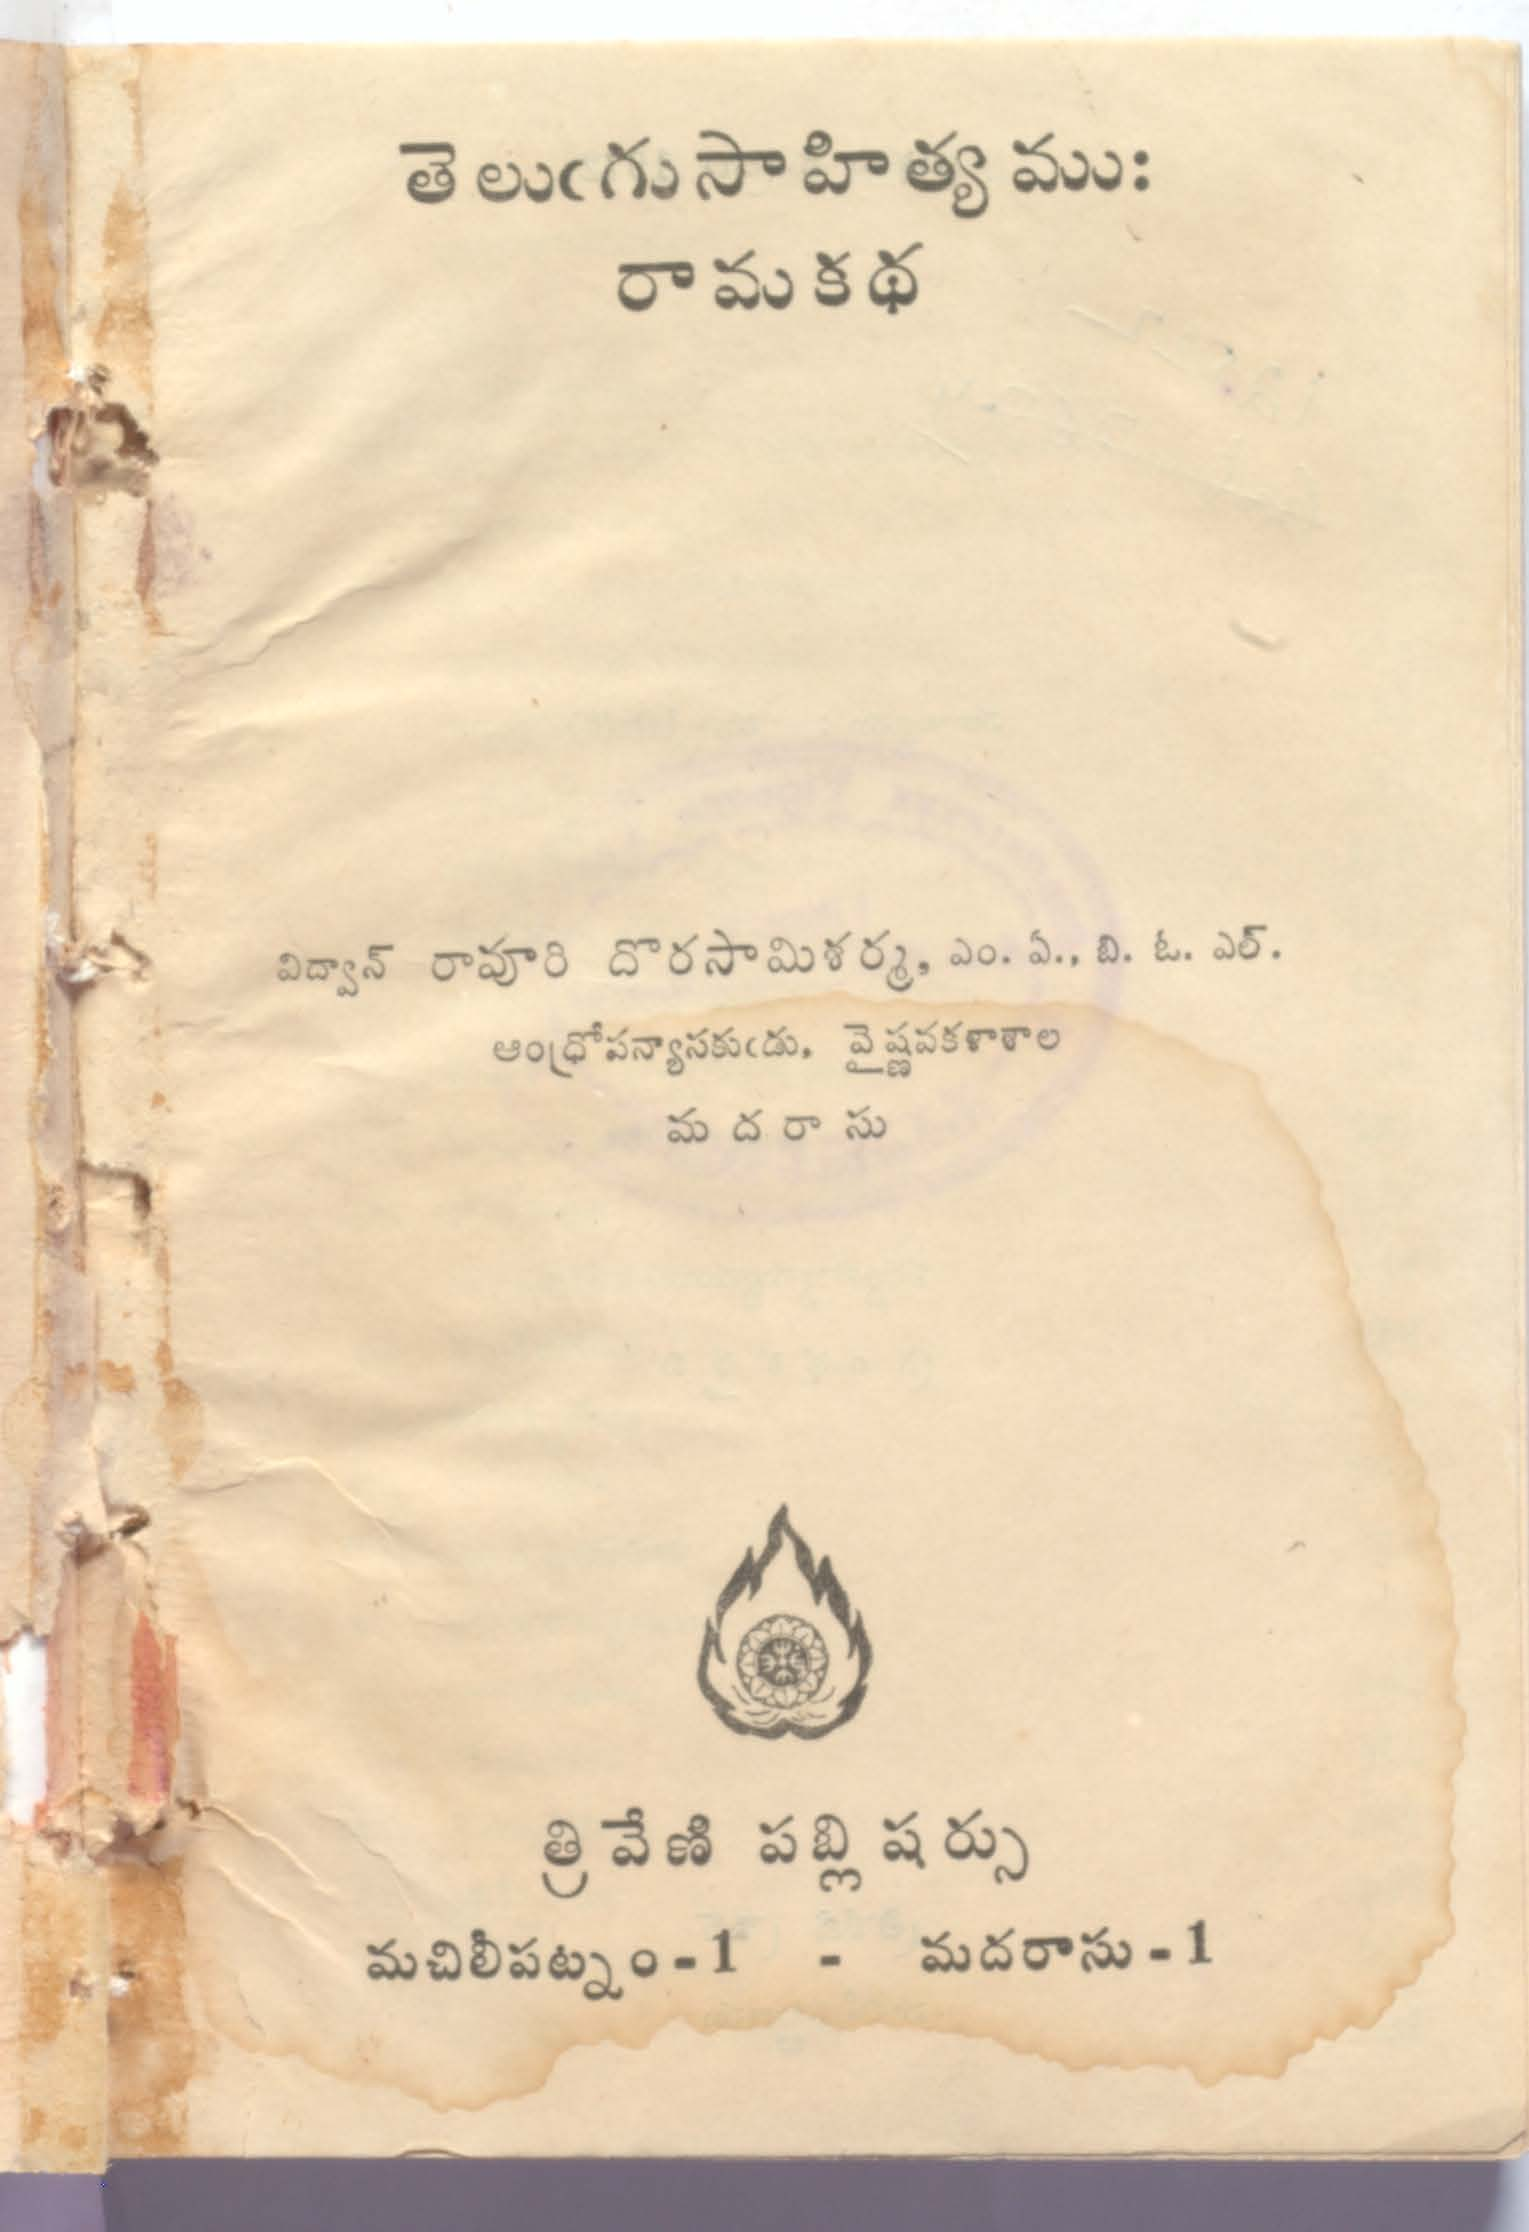 తెలుఁగుసాహిత్యము:
రామకథ
విద్వాన్ రావూరి దొరసామిశర్మ, ఎం. ఏ., బి. ఓ. ఎల్.
ఆంధ్రోపన్యాసకుఁడు, వైష్ణవకళాశాల
మదరాసు
త్రివేణి పబ్లిషర్సు
మచిలీపట్నం-1 - మదరాసు-1